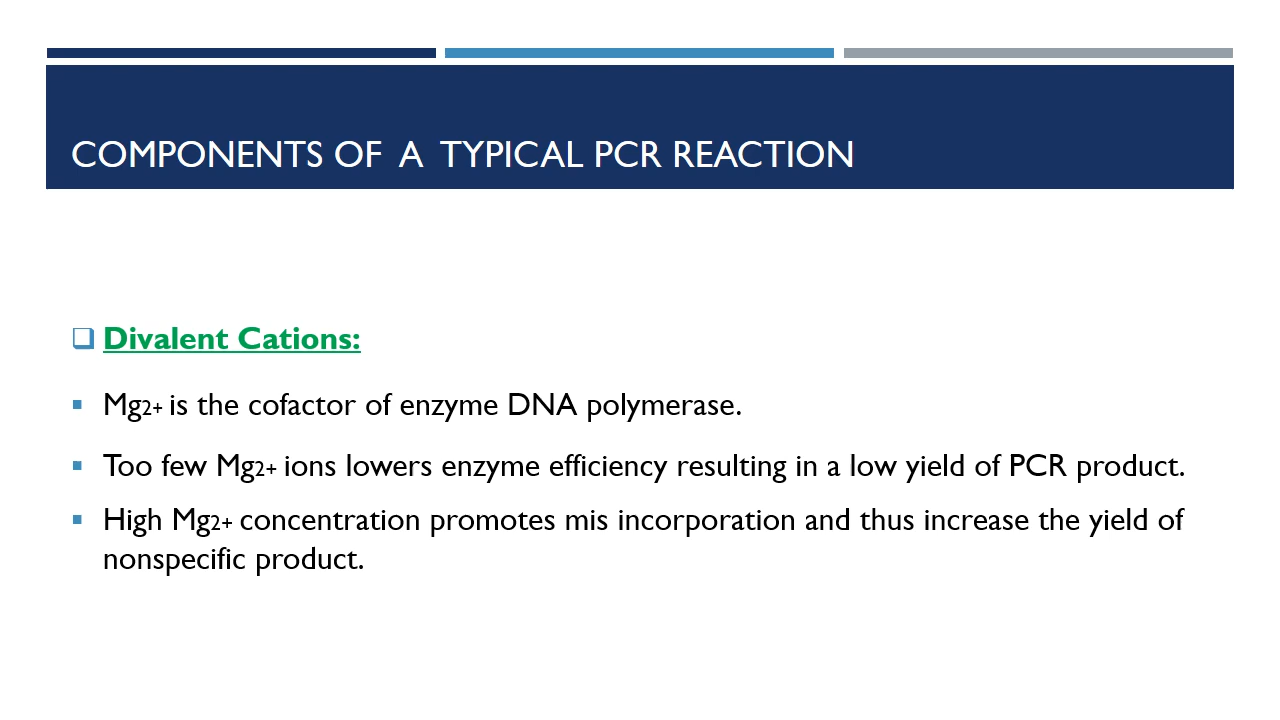 COMPONENTS OF A TYPICAL PCR REACTION
Divalent Cations:
Mg2+ is the cofactor of enzyme DNA polymerase.
Too few Mg2+ ions lowers enzyme efficiency resulting in a low yield of PCR product.
High Mg2+ concentration promotes mis incorporation and thus increase the yield of
nonspecific product.